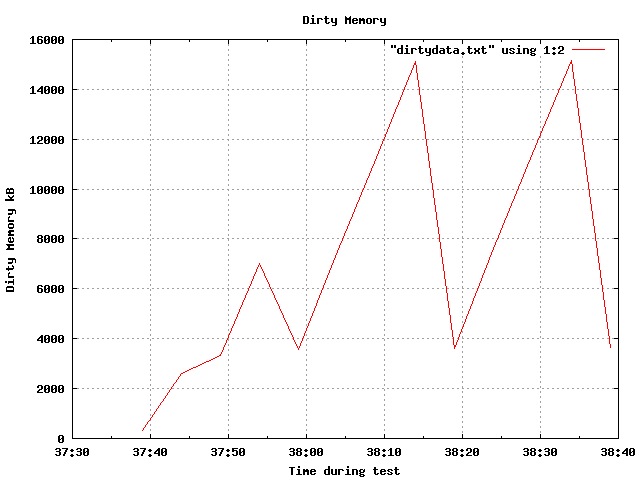 Dirty Memory
"dirtydata.txt" using 1:2
16000
14000
12000
10000
8000
6000
4000
2000
0
Dirty Memory kB
37:30 37:40 37:50 38:00 38:10 38:20 38:30 38:40
Time during test